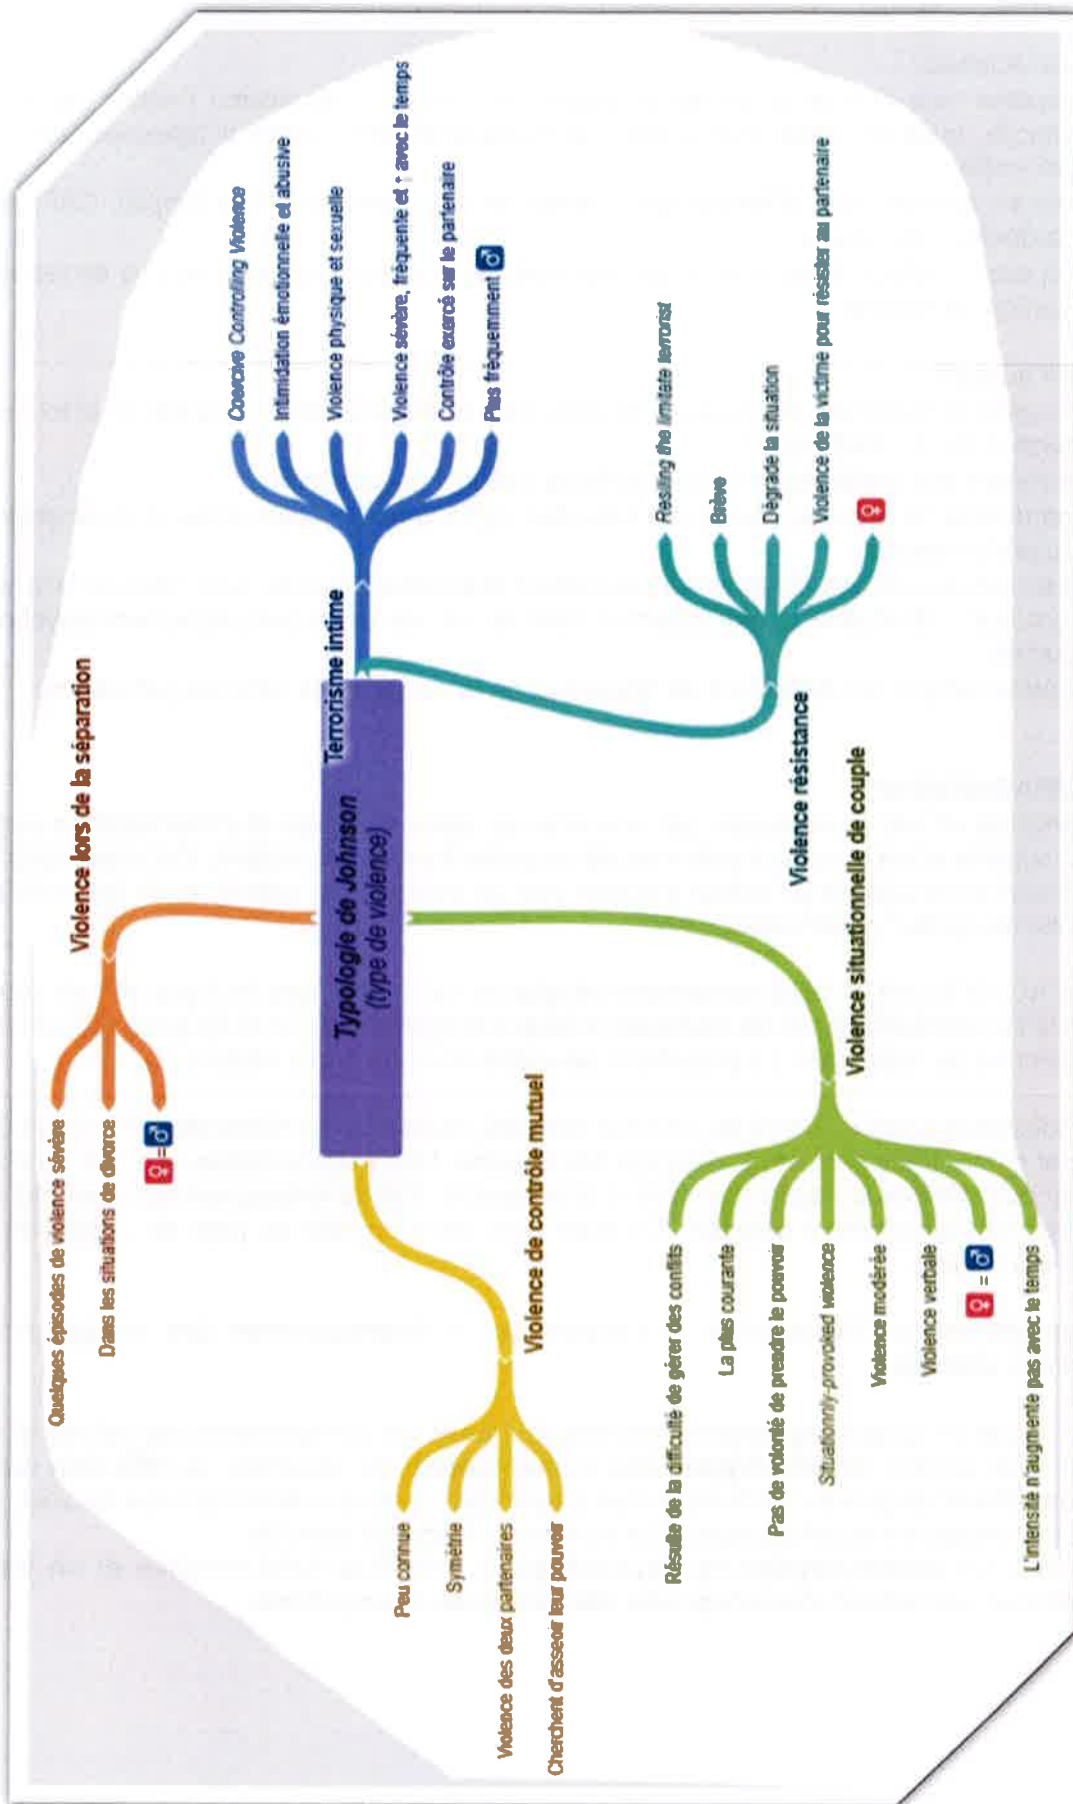 Typologie de Johnson
(type de violence)
Violence lors de la séparation
Quelques épisodes de violence sévère
Dans les situations de divorce
♀=♂
Terrorisme intime
Coercive Controlling Violence
Intimidation émotionnelle et abusive
Violence physique et sexuelle
Violence sévère, fréquente et ↑ avec le temps
Contrôle exercé sur le partenaire
Plus fréquemment ♂
Violence résistance
Resiting the limitate terrorist
Brève
Dégrade la situation
Violence de la victime pour résister au partenaire
♀
Violence de contrôle mutuel
Peu connue
Symétrie
Violence des deux partenaires
Cherchent d'asseoir leur pouvoir
Violence situationnelle de couple
Résulte de la difficulté de gérer des conflits
La plus courante
Pas de volonté de prendre le pouvoir
Situationnly-provoked violence
Violence modérée
Violence verbale
♀ = ♂
L'intensité n'augmente pas avec le temps